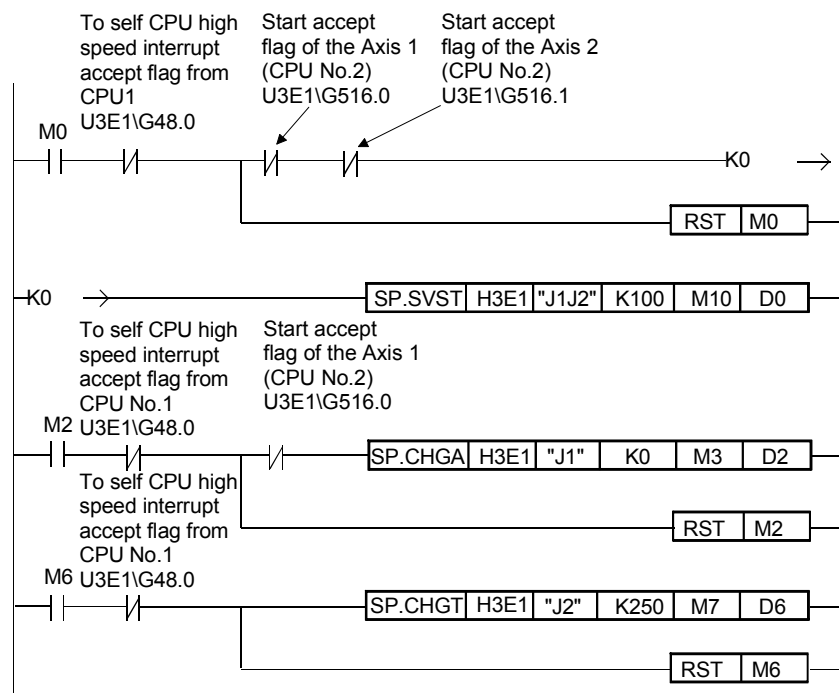 To self CPU high
speed interrupt
accept flag from
CPU1
U3E1\G48.0
Start accept
flag of the Axis 1
(CPU No.2)
U3E1\G516.0
Start accept
flag of the Axis 2
(CPU No.2)
U3E1\G516.1
M0
K0
RST M0
K0
SP.SVST H3E1 "J1J2" K100 M10 D0
To self CPU high
speed interrupt
accept flag from
CPU No.1
U3E1\G48.0
Start accept
flag of the Axis 1
(CPU No.2)
U3E1\G516.0
M2
SP.CHGA H3E1 "J1" K0 M3 D2
RST M2
To self CPU high
speed interrupt
accept flag from
CPU No.1
U3E1\G48.0
M6
SP.CHGT H3E1 "J2" K250 M7 D6
RST M6